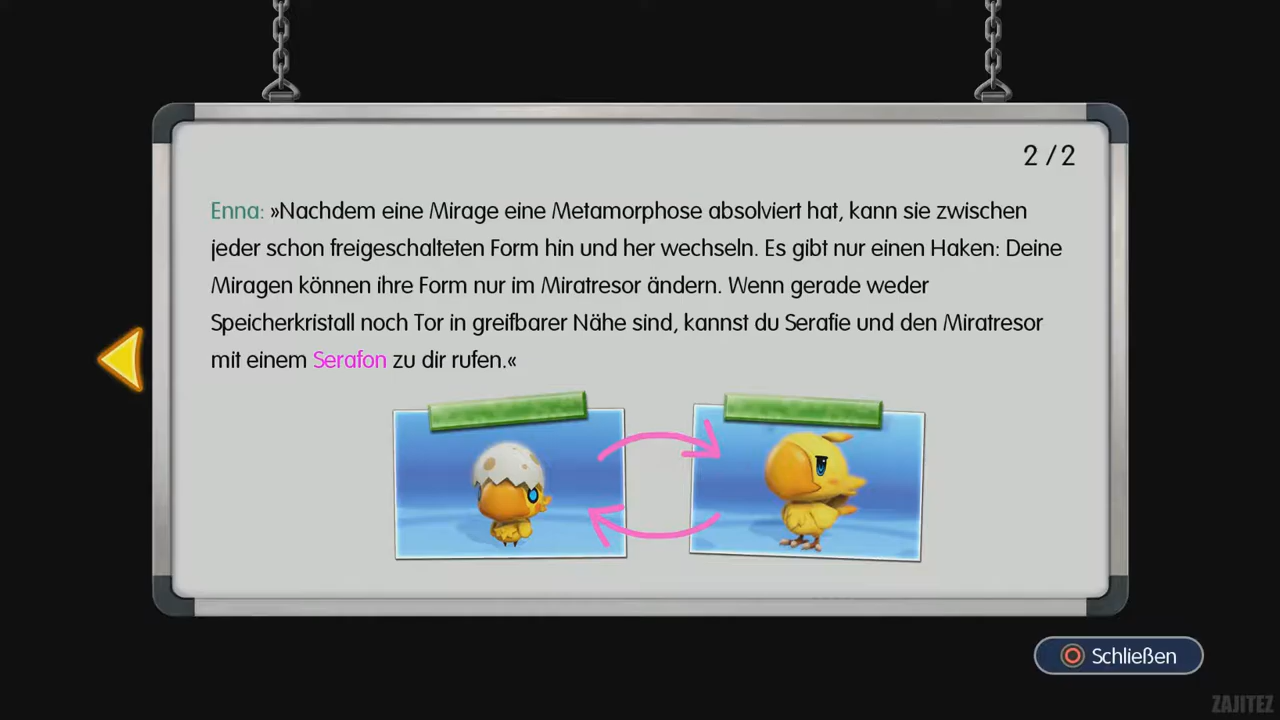 2 / 2
Enna: »Nachdem eine Mirage eine Metamorphose absolviert hat, kann sie zwischen
jeder schon freigeschalteten Form hin und her wechseln. Es gibt nur einen Haken: Deine
Miragen können ihre Form nur im Miratresor ändern. Wenn gerade weder
Speicherkristall noch Tor in greifbarer Nähe sind, kannst du Serafie und den Miratresor
mit einem Serafon zu dir rufen.«
Schließen
ZAJITEZ